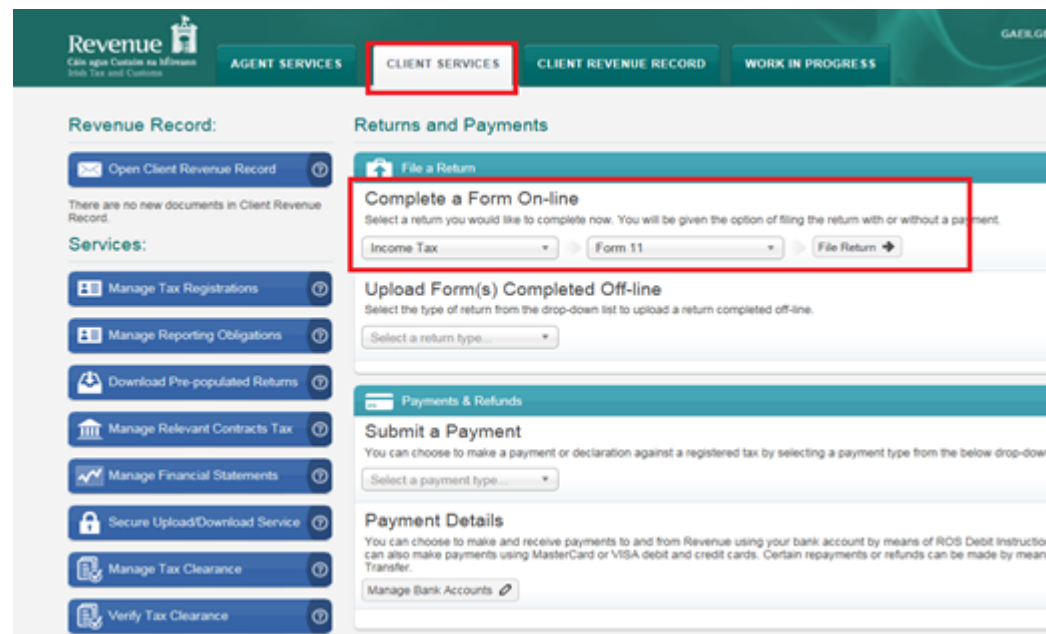 Revenue
Cáin agus Custaim na hÉireann
Irish Tax and Customs
AGENT SERVICES
CLIENT SERVICES
CLIENT REVENUE RECORD
WORK IN PROGRESS
Revenue Record:
Open Client Revenue Record
There are no new documents in Client Revenue
Record.
Services:
Manage Tax Registrations
Manage Reporting Obligations
Download Pre-populated Returns
Manage Relevant Contracts Tax
Manage Financial Statements
Secure Upload/Download Service
Manage Tax Clearance
Verify Tax Clearance
Returns and Payments
File a Return
Complete a Form On-line
Select a return you would like to complete now. You will be given the option of filing the return with or without a payment.
Income Tax
Form 11
File Return
Upload Form(s) Completed Off-line
Select the type of return from the drop-down list to upload a return completed off-line.
Select a return type...
Payments & Refunds
Submit a Payment
You can choose to make a payment or declaration against a registered tax by selecting a payment type from the below drop-dow
Select a payment type...
Payment Details
You can choose to make and receive payments to and from Revenue using your bank account by means of ROS Debit Instructio
can also make payments using MasterCard or VISA debit and credit cards. Certain repayments or refunds can be made by mean
Transfer.
Manage Bank Accounts